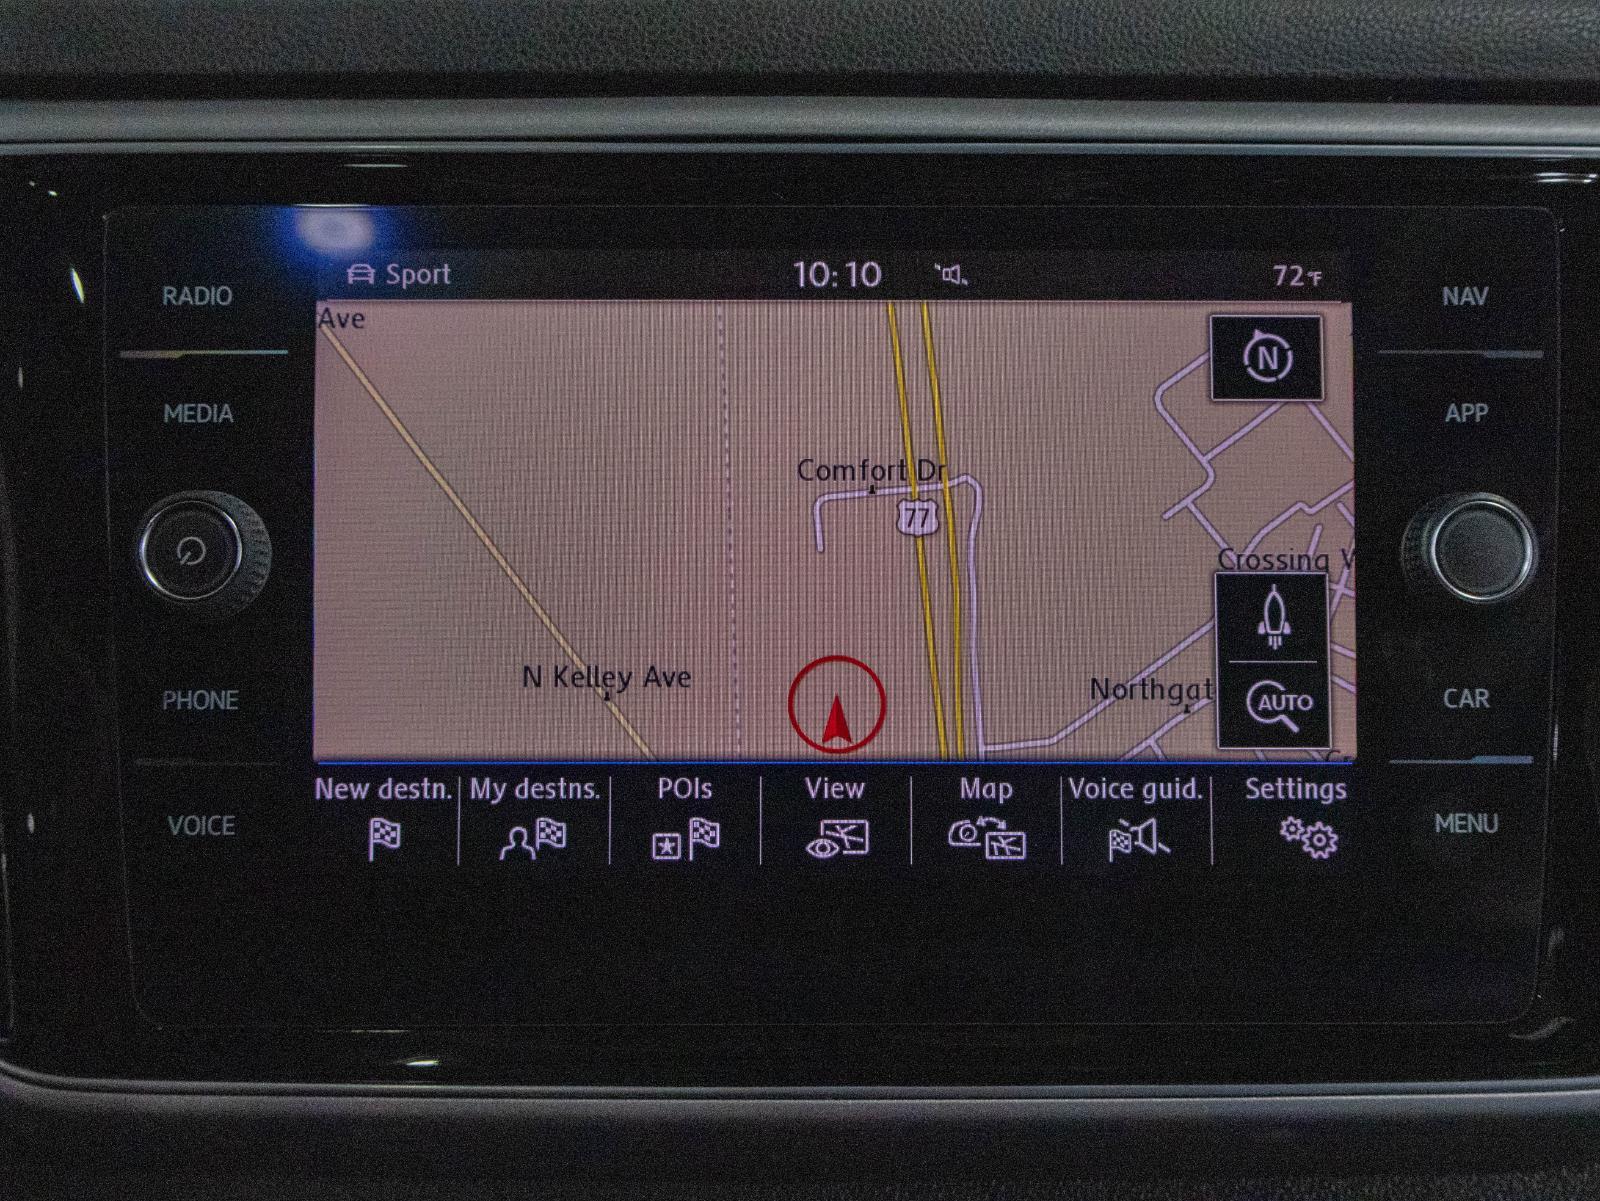 Sport 10:10 72°F
RADIO
NAV
Ave
N
MEDIA
APP
Comfort Dr
77
Crossing
N Kelley Ave
Northgat
AUTO
PHONE
CAR
New destn. My destns. POIs View Map Voice guid. Settings
VOICE
MENU